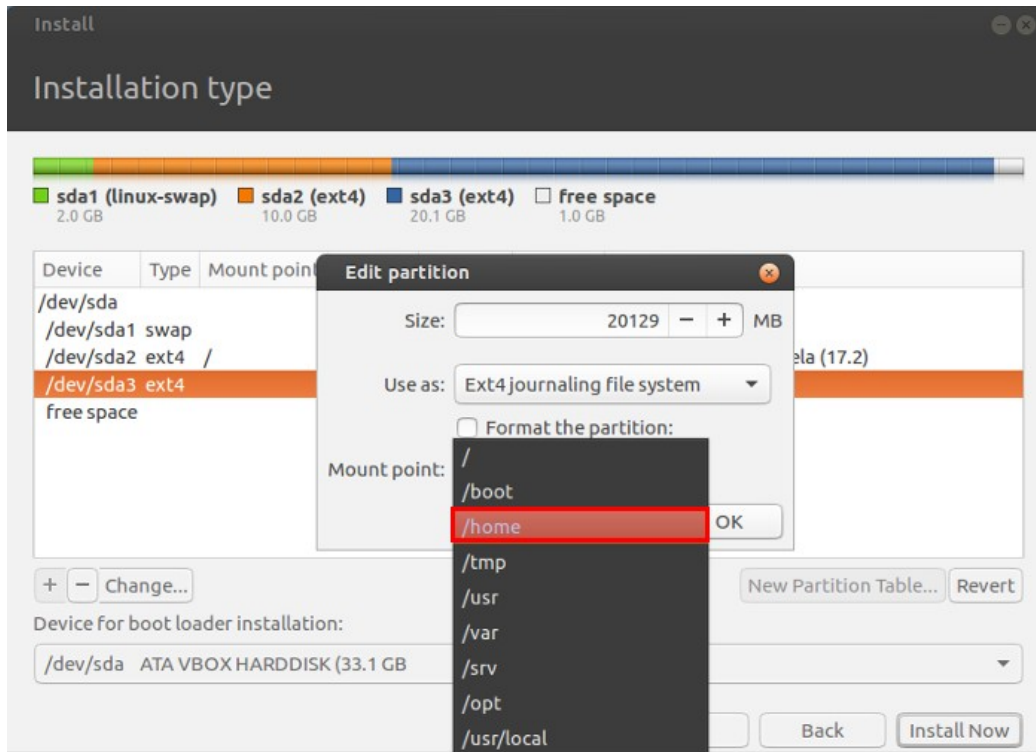 Install
Installation type
sda1 (linux-swap) sda2 (ext4) sda3 (ext4) free space
2.0 GB 10.0 GB 20.1 GB 1.0 GB
Device Type Mount point
/dev/sda
/dev/sda1 swap
/dev/sda2 ext4 / ela (17.2)
/dev/sda3 ext4
free space
Edit partition
Size: 20129 − + MB
Use as: Ext4 journaling file system
Format the partition:
Mount point:
/
/boot
/home
/tmp
/usr
/var
/srv
/opt
/usr/local
OK
+ − Change... New Partition Table... Revert
Device for boot loader installation:
/dev/sda ATA VBOX HARDDISK (33.1 GB
Back Install Now